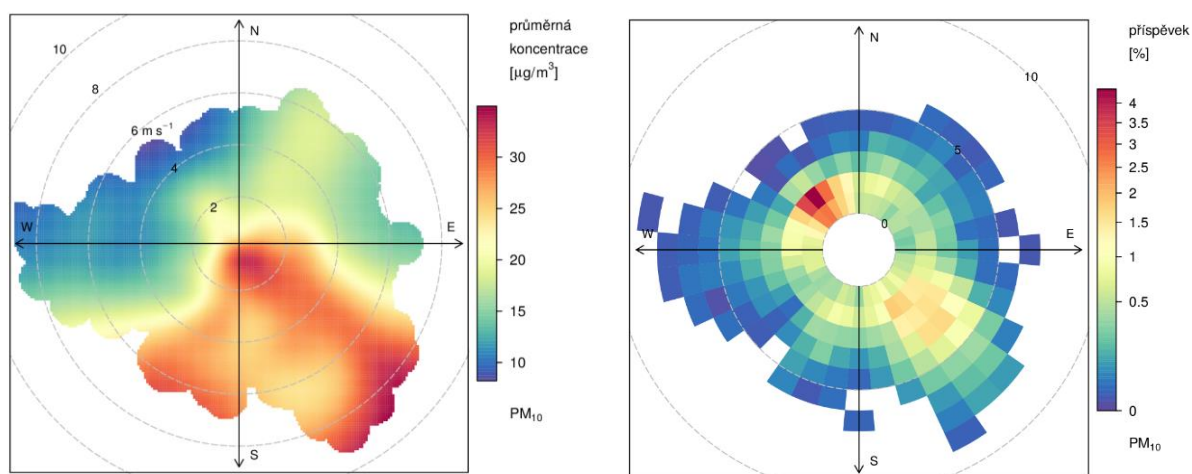 průměrná
koncentrace
[µg/m³]
N
10
8
6 m s⁻¹
4
2
W
E
S
30
25
20
15
10
PM₁₀
příspěvek
[%]
N
10
5
0
W
E
S
4
3.5
3
2.5
2
1.5
1
0.5
0
PM₁₀